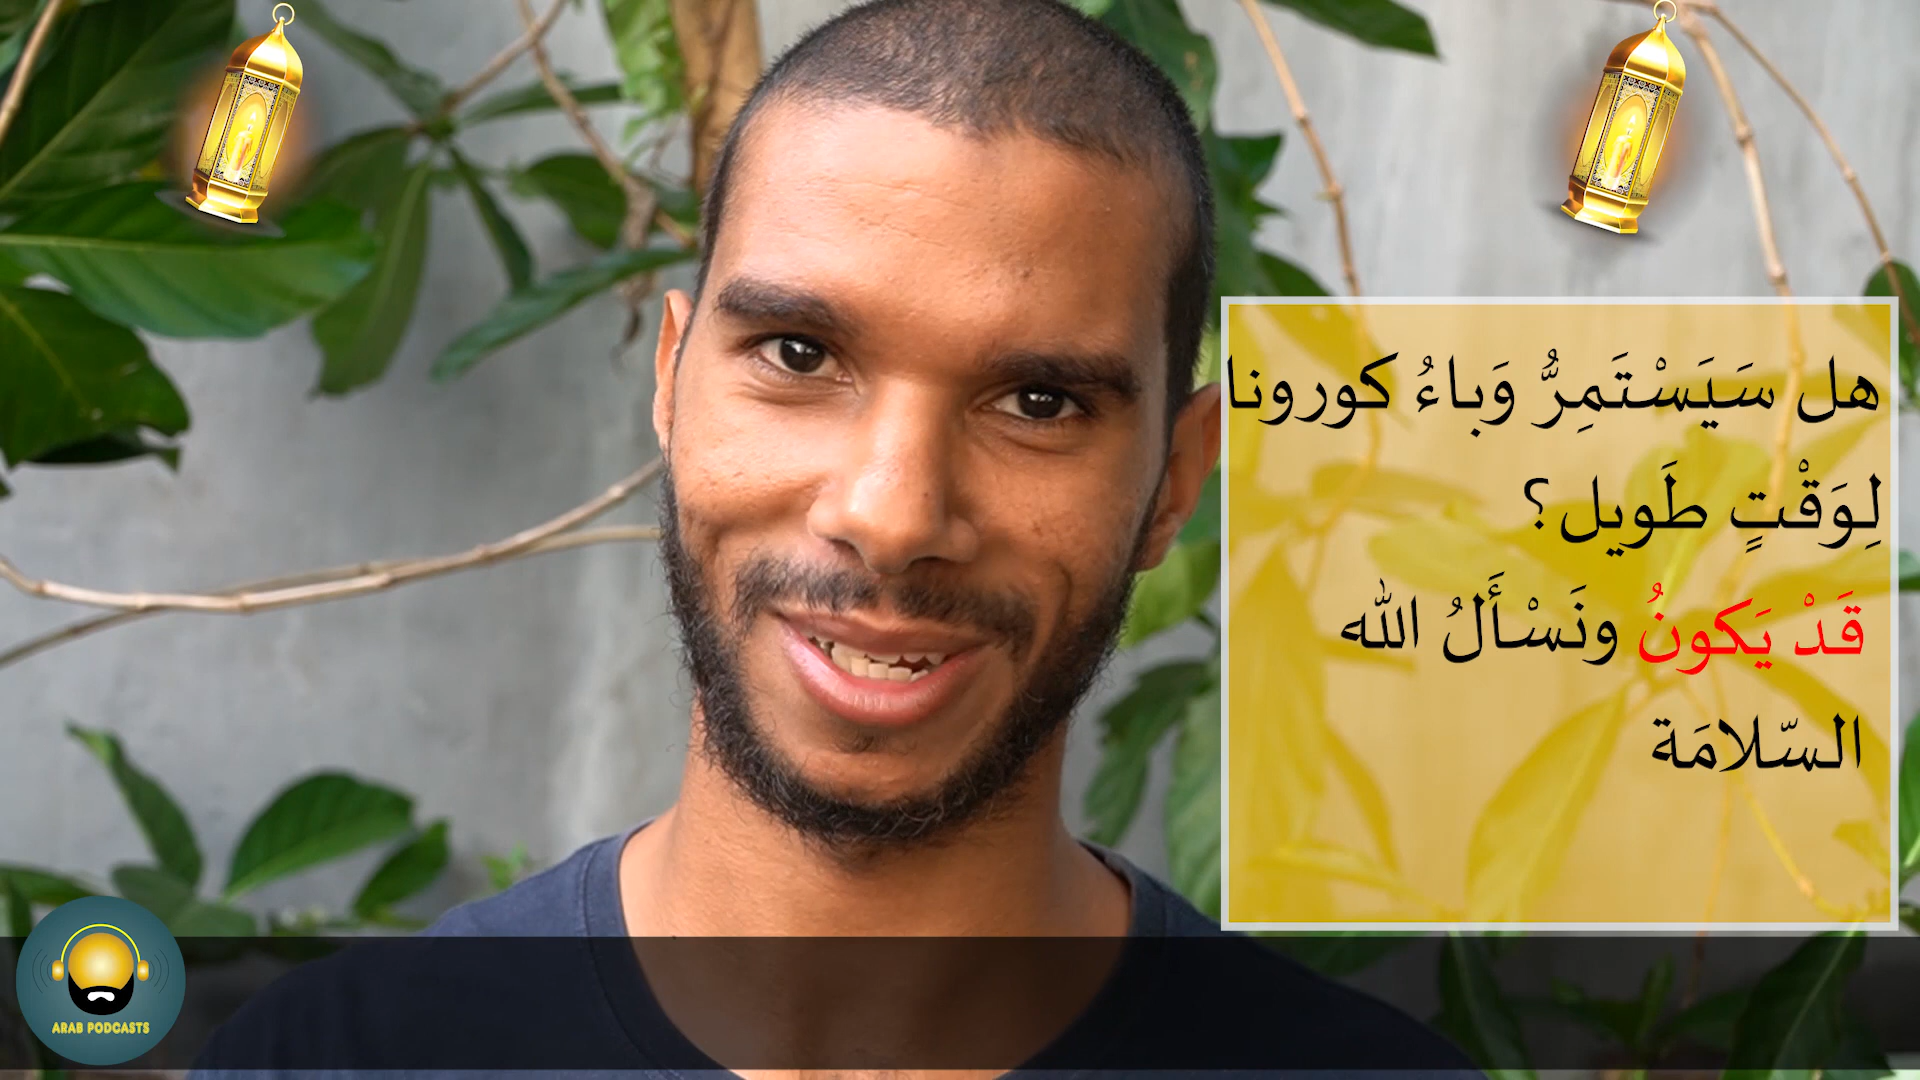 هل سَيَسْتَمِرُّ وَباءُ كورونا
لِوَقْتٍ طَويل؟
قَدْ يَكونُ ونَسْأَلُ الله
السّلامَة
ARAB PODCASTS